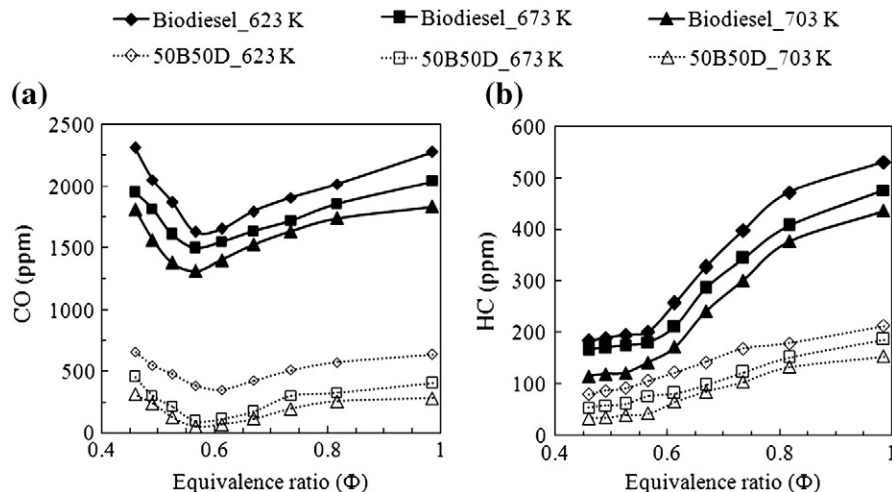 Biodiesel_623 K
Biodiesel_673 K
Biodiesel_703 K
50B50D_623 K
50B50D_673 K
50B50D_703 K
(a)
(b)
2500
2000
1500
1000
500
0
CO (ppm)
0.4
0.6
0.8
1
Equivalence ratio (Φ)
600
500
400
300
200
100
0
HC (ppm)
0.4
0.6
0.8
1
Equivalence ratio (Φ)